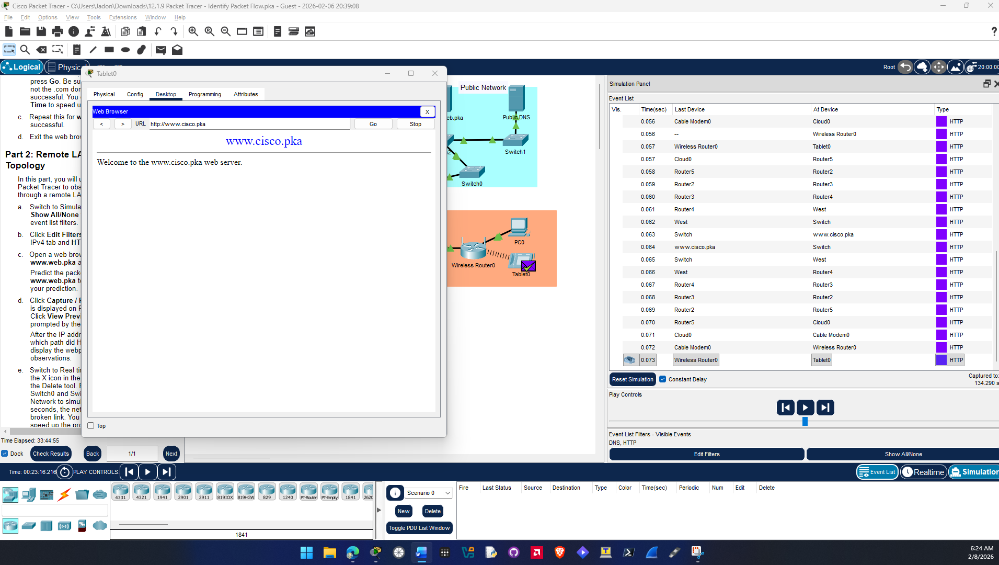 Cisco Packet Tracer - C:\Users\Jadon\Downloads\12.1.9 Packet Tracer - Identify Packet Flow.pka - Guest - 2026-02-06 20:39:08
File Edit Options View Tools Extensions Window Help
?
Logical Physic Root 20:00:00
press Go. Be su
not the .com don
successful. You
Time to speed u
c. Repeat this for w
successful.
d. Exit the web brow
Part 2: Remote LA
Topology
In this part, you will u
Packet Tracer to obs
through a remote LA
a. Switch to Simula
Show All/None
event list filters.
b. Click Edit Filters
IPv4 tab and HT
c. Open a web brow
www.web.pka a
Predict the pack
www.web.pka to
your prediction.
d. Click Capture / F
is displayed on P
Click View Previ
prompted by the
After the IP addr
which path did H
display the webp
observations.
e. Switch to Real tim
the X icon in the
the Delete tool. 
Switch0 and Swi
Network to simul
seconds, the net
broken link. You
speed up the pro
Time Elapsed: 33:44:55
Dock Check Results Back 1/1 Next
Tablet0
Physical Config Desktop Programming Attributes
Web Browser X
< > URL http://www.cisco.pka Go Stop
www.cisco.pka
Welcome to the www.cisco.pka web server.
Top
Public Network
eb.pka
Public DNS
Switch1
Switch0
PC0
Wireless Router0
Tablet0
Simulation Panel
Event List
Vis. Time(sec) Last Device At Device Type
0.056 Cable Modem0 Cloud0 HTTP
0.056 -- Wireless Router0 HTTP
0.057 Wireless Router0 Tablet0 HTTP
0.057 Cloud0 Router5 HTTP
0.058 Router5 Router2 HTTP
0.059 Router2 Router3 HTTP
0.060 Router3 Router4 HTTP
0.061 Router4 West HTTP
0.062 West Switch HTTP
0.063 Switch www.cisco.pka HTTP
0.064 www.cisco.pka Switch HTTP
0.065 Switch West HTTP
0.066 West Router4 HTTP
0.067 Router4 Router3 HTTP
0.068 Router3 Router2 HTTP
0.069 Router2 Router5 HTTP
0.070 Router5 Cloud0 HTTP
0.071 Cloud0 Cable Modem0 HTTP
0.072 Cable Modem0 Wireless Router0 HTTP
0.073 Wireless Router0 Tablet0 HTTP
Reset Simulation Constant Delay
Captured to:
134.290 s
Play Controls
Event List Filters - Visible Events
DNS, HTTP
Edit Filters Show All/None
Time: 00:23:16.216 PLAY CONTROLS: Event List Realtime Simulation
4331 4321 1941 2901 2911 819IOX 819HGW 829 1240 PT-Router PT-Empty 1841 2620
1841
Scenario 0
New Delete
Toggle PDU List Window
Fire Last Status Source Destination Type Color Time(sec) Periodic Num Edit Delete
6:24 AM
2/8/2026